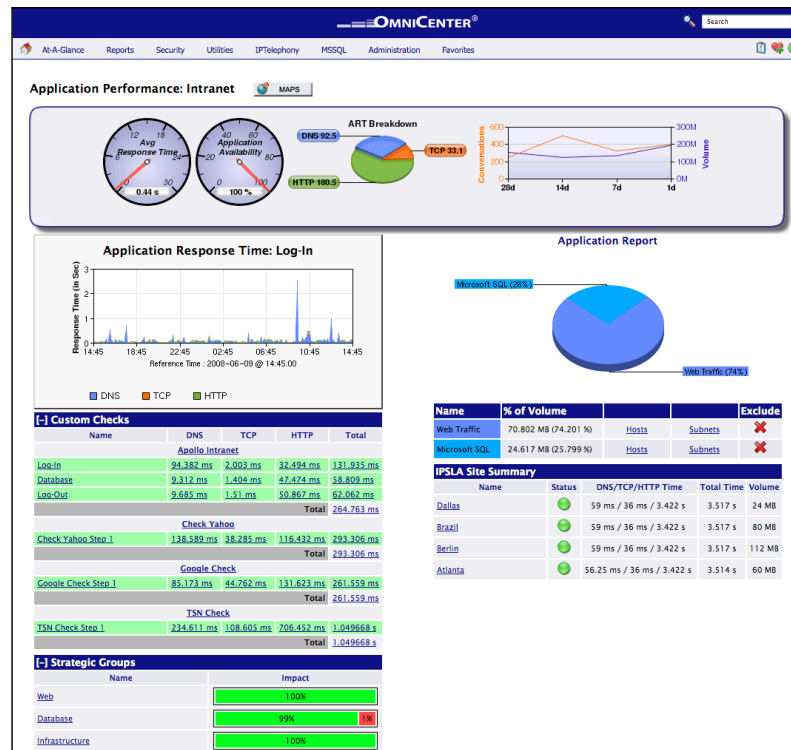 OMNICENTER®
Search
At-A-Glance Reports Security Utilities IPTelephony MSSQL Administration Favorites
Application Performance: Intranet MAPS
Avg Response Time
6 12 18 24 30
0.44 s
Application Availability
0 20 40 60 80 100
100 %
ART Breakdown
DNS 92.5
TCP 33.1
HTTP 180.5
Conversations
600
400
200
0
28d 14d 7d 1d
300M
200M
100M
0M
Volume
Application Response Time: Log-In
Response Time (in Sec)
3
2
1
0
14:45 18:45 22:45 02:45 06:45 10:45 14:45
Reference Time : 2008-06-09 @ 14:45:00
DNS TCP HTTP
[-] Custom Checks
Name DNS TCP HTTP Total
Apollo Intranet
Log-In 94.382 ms 2.003 ms 32.494 ms 131.935 ms
Database 9.312 ms 1.404 ms 47.474 ms 58.809 ms
Log-Out 9.685 ms 1.51 ms 50.867 ms 62.062 ms
Total 264.763 ms
Check Yahoo
Check Yahoo Step 1 138.589 ms 38.285 ms 116.432 ms 293.306 ms
Total 293.306 ms
Google Check
Google Check Step 1 85.173 ms 44.762 ms 131.623 ms 261.559 ms
Total 261.559 ms
TSN Check
TSN Check Step 1 234.611 ms 108.605 ms 706.452 ms 1.049668 s
Total 1.049668 s
[-] Strategic Groups
Name Impact
Web 100%
Database 99% 1%
Infrastructure 100%
Application Report
Microsoft SQL (26%)
Web Traffic (74%)
Name % of Volume Exclude
Web Traffic 70.802 MB (74.201 %) Hosts Subnets
Microsoft SQL 24.617 MB (25.799 %) Hosts Subnets
IPSLA Site Summary
Name Status DNS/TCP/HTTP Time Total Time Volume
Dallas 59 ms / 36 ms / 3.422 s 3.517 s 24 MB
Brazil 59 ms / 36 ms / 3.422 s 3.517 s 80 MB
Berlin 59 ms / 36 ms / 3.422 s 3.517 s 112 MB
Atlanta 56.25 ms / 36 ms / 3.422 s 3.514 s 60 MB